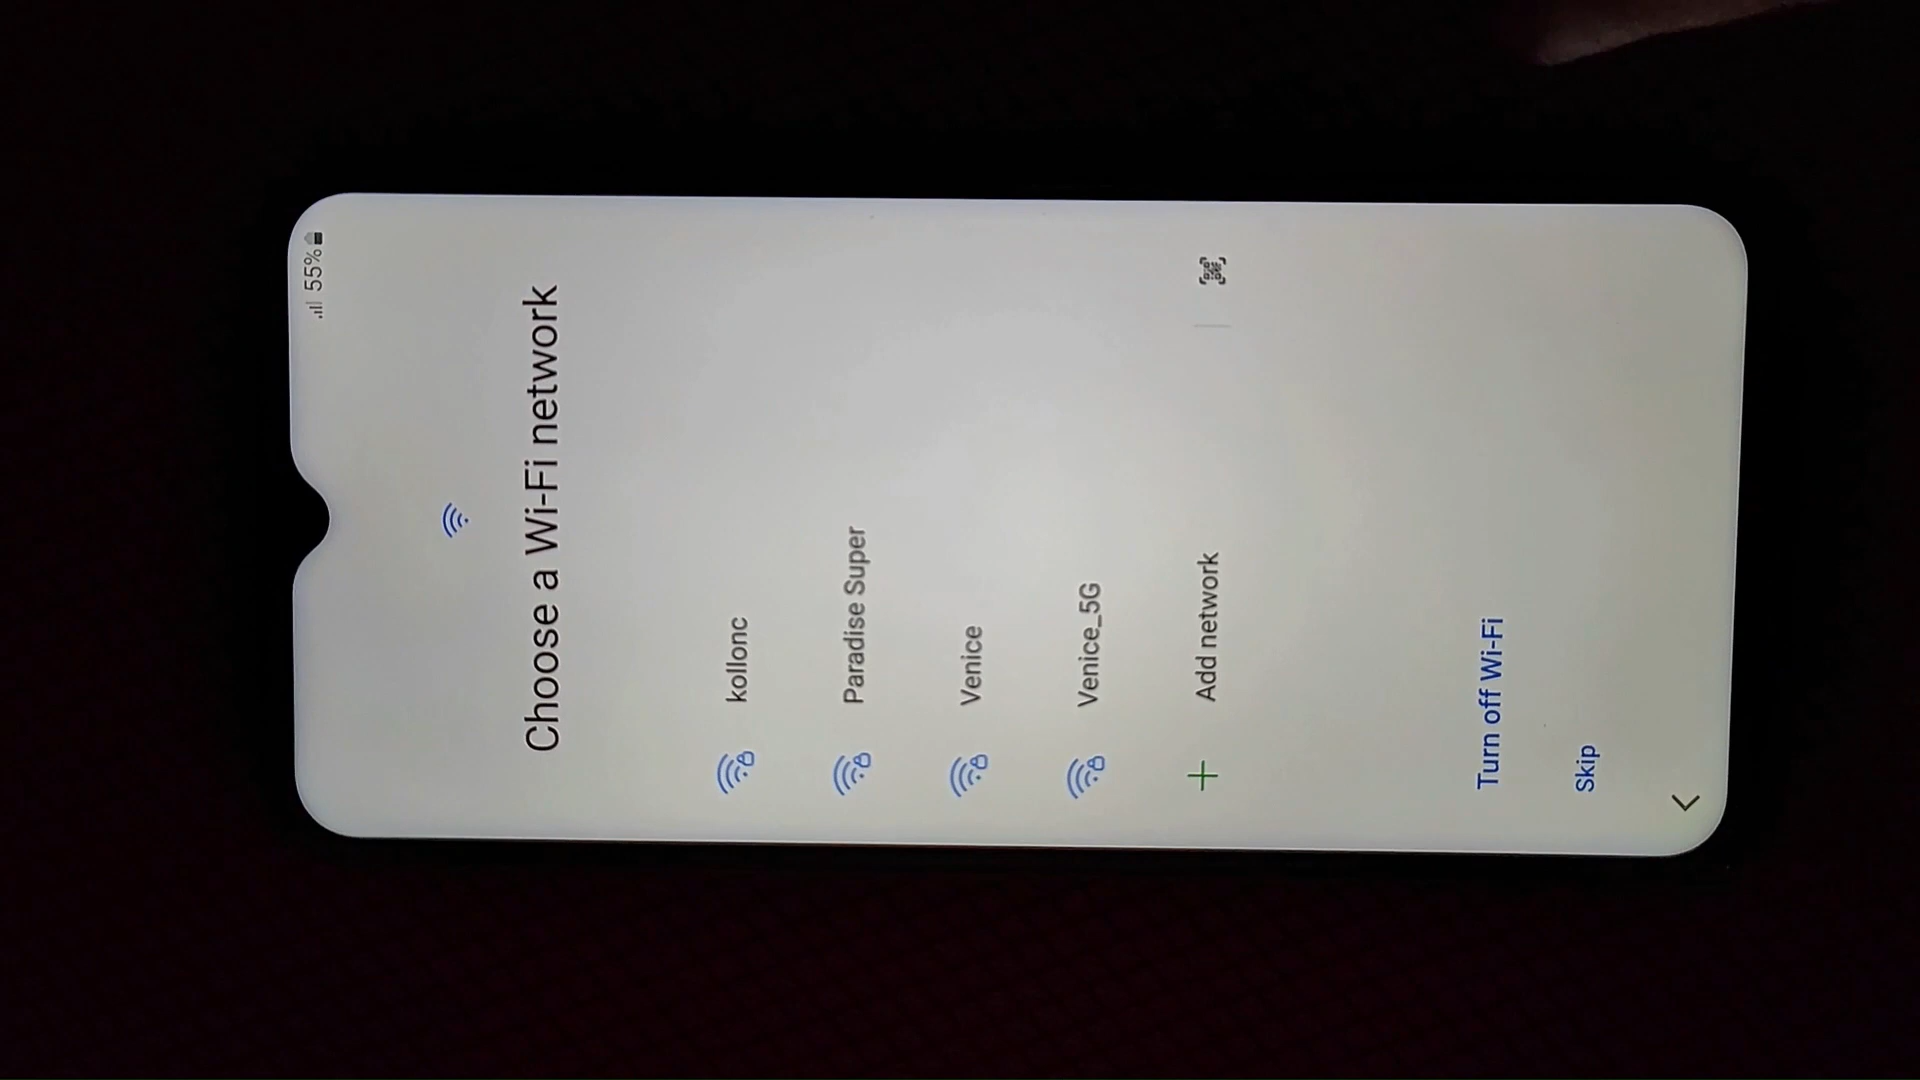 55%
Choose a Wi-Fi network
kollonc
Paradise Super
Venice
Venice_5G
Add network
Turn off Wi-Fi
Skip